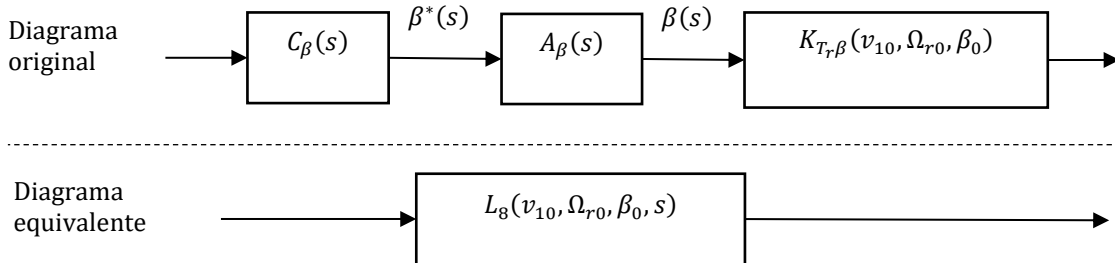 Diagrama
original
C_β(s)
β*(s)
A_β(s)
β(s)
K_{T_rβ}(v_{10}, Ω_{r0}, β_0)
Diagrama
equivalente
L_8(v_{10}, Ω_{r0}, β_0, s)